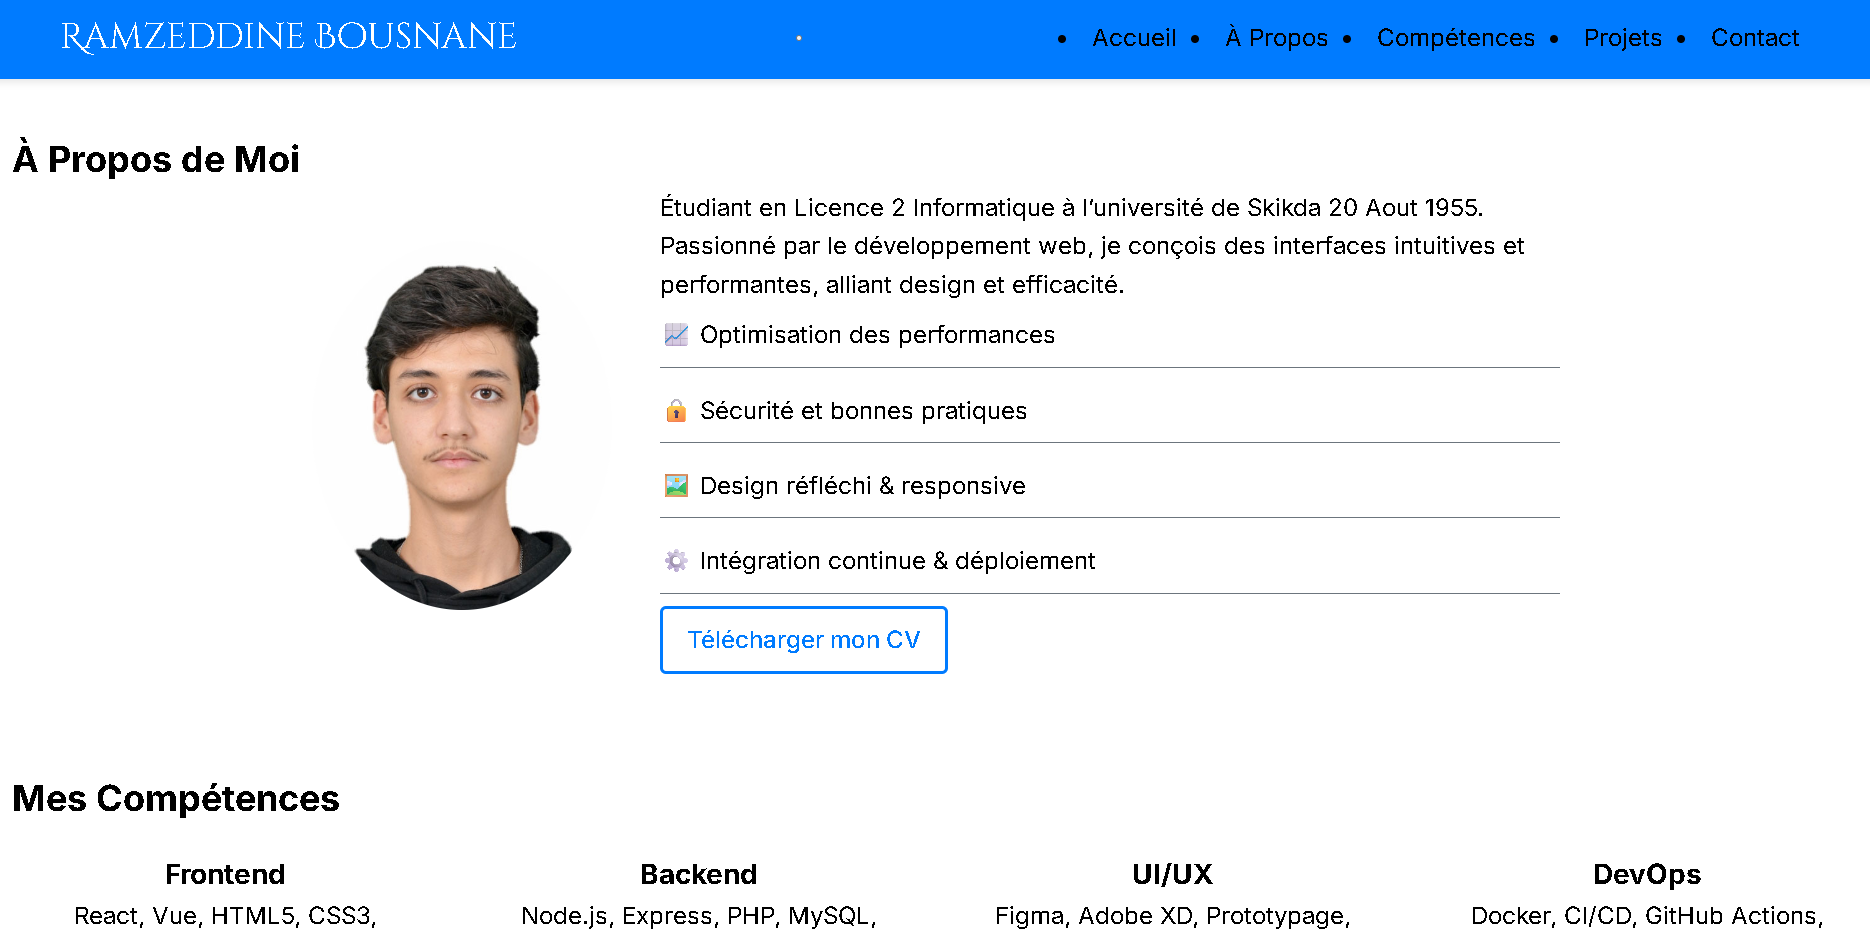 Ramzeddine Bousnane
• Accueil • À Propos • Compétences • Projets • Contact
À Propos de Moi
Étudiant en Licence 2 Informatique à l'université de Skikda 20 Aout 1955.
Passionné par le développement web, je conçois des interfaces intuitives et
performantes, alliant design et efficacité.
Optimisation des performances
Sécurité et bonnes pratiques
Design réfléchi & responsive
Intégration continue & déploiement
Télécharger mon CV
Mes Compétences
Frontend
React, Vue, HTML5, CSS3,
Backend
Node.js, Express, PHP, MySQL,
UI/UX
Figma, Adobe XD, Prototypage,
DevOps
Docker, CI/CD, GitHub Actions,